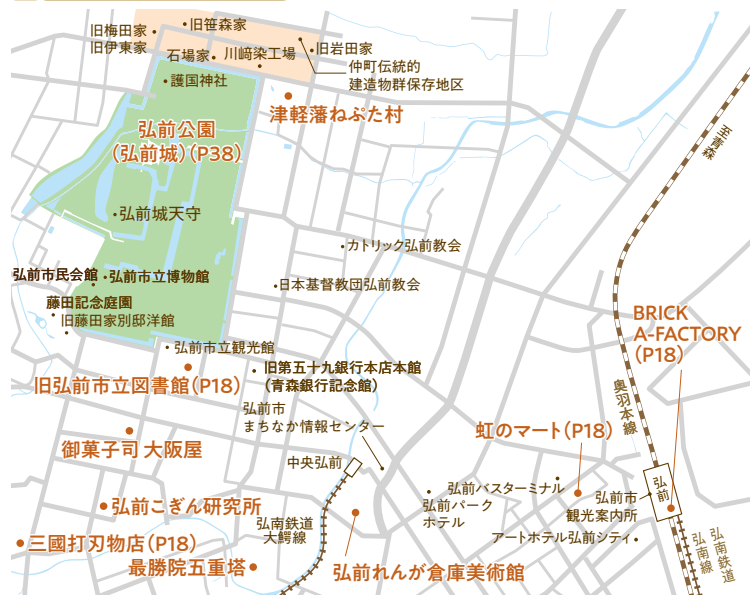 旧梅田家
旧伊東家
旧笹森家
石場家
川﨑染工場
旧岩田家
仲町伝統的
建造物群保存地区
護国神社
津軽藩ねぷた村
弘前公園
(弘前城)(P38)
至青森
弘前城天守
カトリック弘前教会
弘前市民会館
弘前市立博物館
日本基督教団弘前教会
藤田記念庭園
旧藤田家別邸洋館
BRICK
A-FACTORY
(P18)
弘前市立観光館
旧第五十九銀行本店本館
(青森銀行記念館)
旧弘前市立図書館(P18)
奥羽本線
弘前市
まちなか情報センター
虹のマート(P18)
御菓子司 大阪屋
中央弘前
弘前
弘前バスターミナル
弘前パーク
ホテル
弘前市
観光案内所
弘前こぎん研究所
弘南鉄道
大鰐線
アートホテル弘前シティ
弘南鉄道
弘南線
三國打刃物店(P18)
最勝院五重塔
弘前れんが倉庫美術館